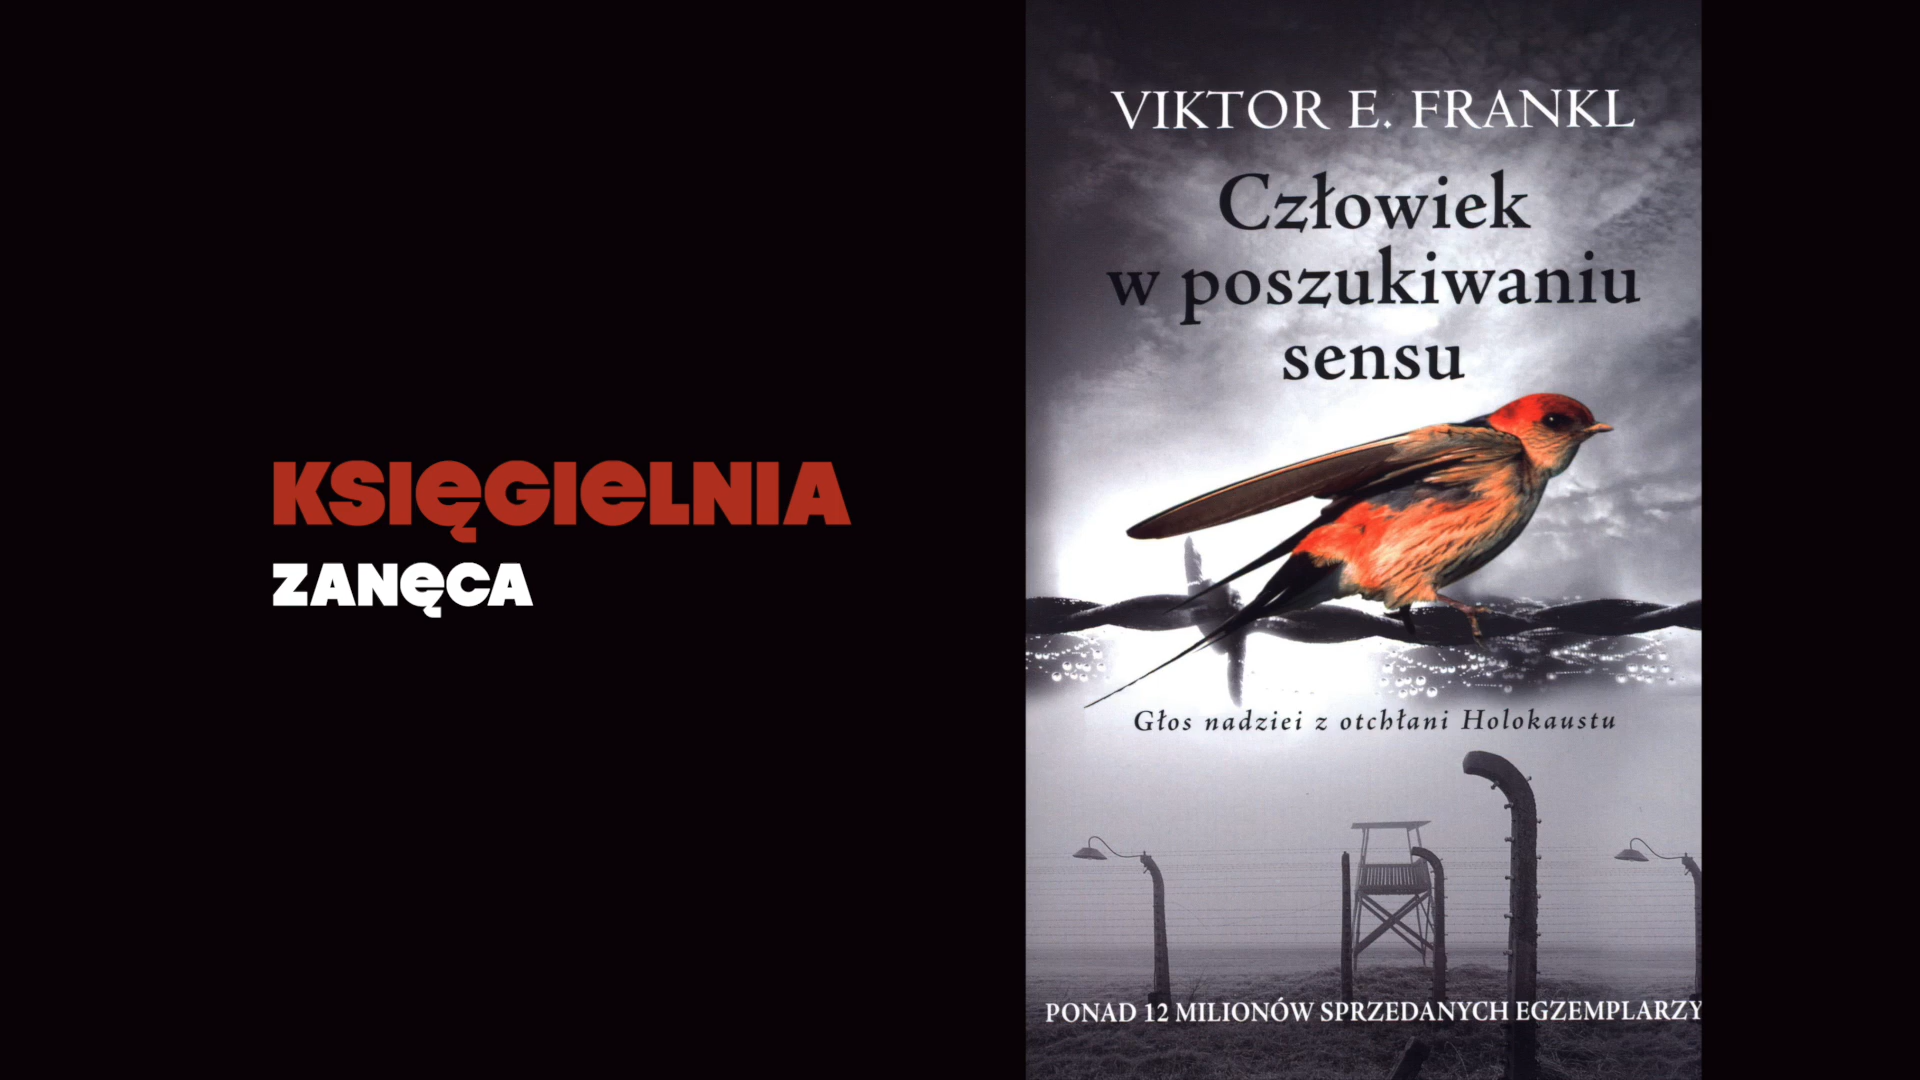 KSIĘGIELNIA
ZANĘCA
VIKTOR E. FRANKL
Człowiek
w poszukiwaniu
sensu
Głos nadziei z otchłani Holokaustu
PONAD 12 MILIONÓW SPRZEDANYCH EGZEMPLARZY